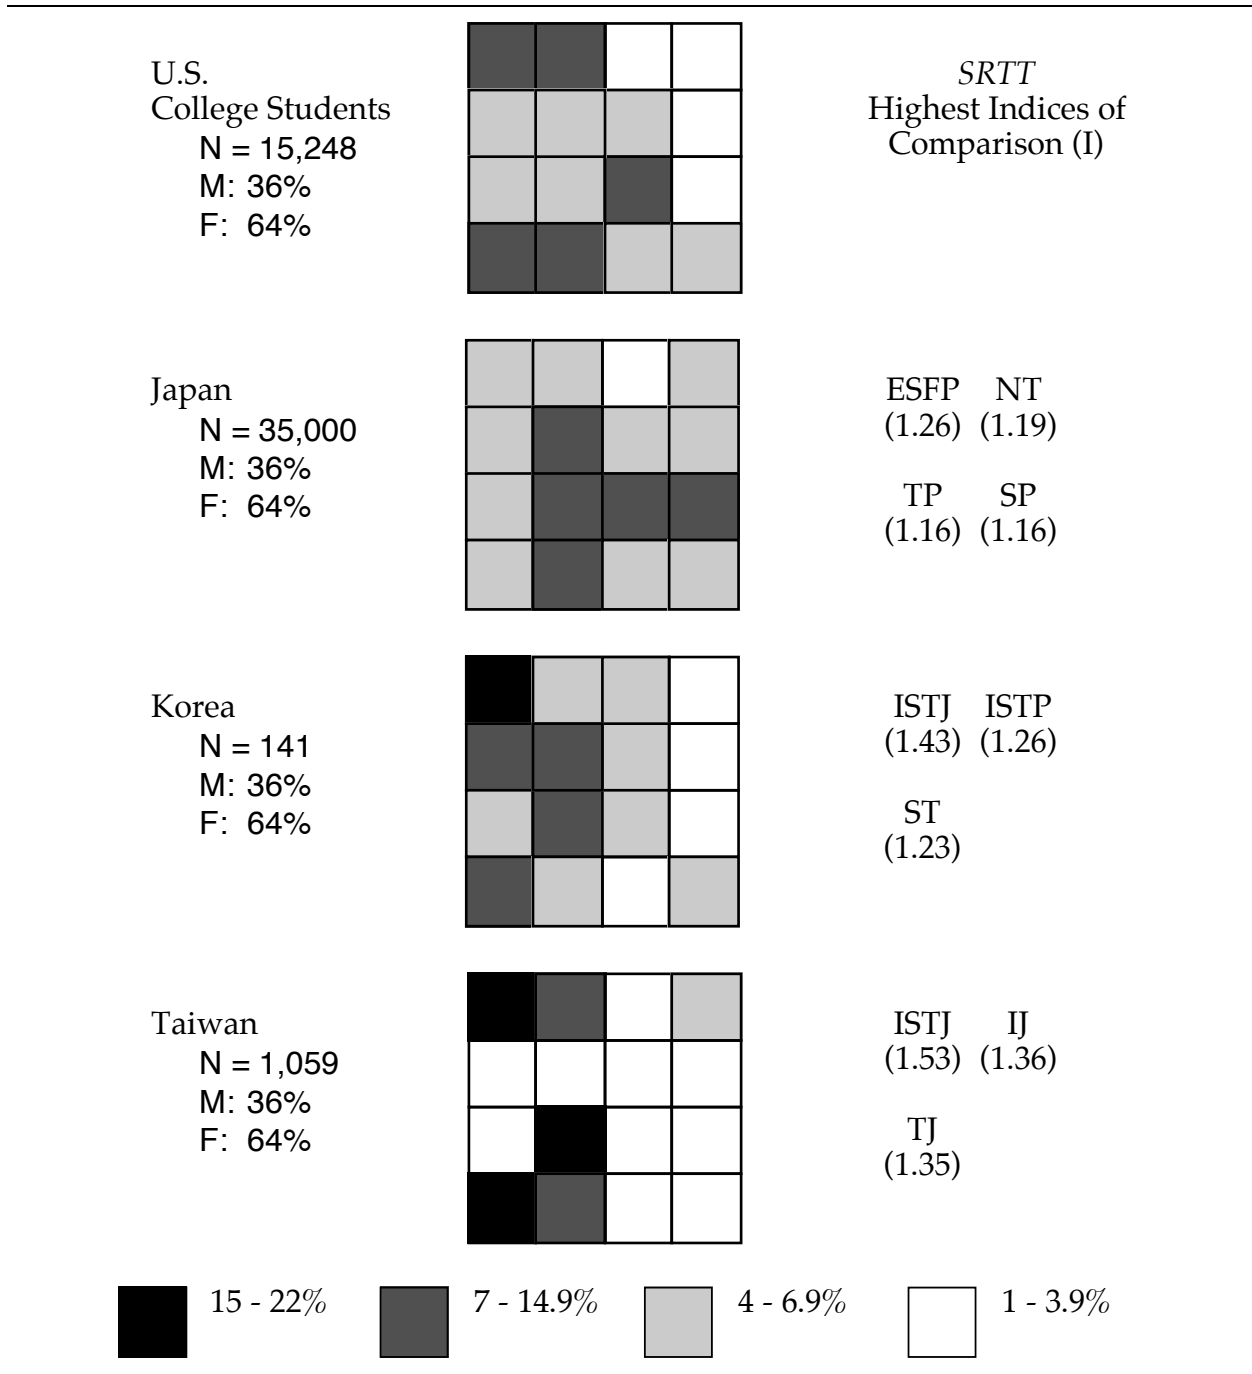 U.S.
College Students
N = 15,248
M: 36%
F: 64%
SRTT
Highest Indices of
Comparison (I)
Japan
N = 35,000
M: 36%
F: 64%
ESFP NT
(1.26) (1.19)
TP SP
(1.16) (1.16)
Korea
N = 141
M: 36%
F: 64%
ISTJ ISTP
(1.43) (1.26)
ST
(1.23)
Taiwan
N = 1,059
M: 36%
F: 64%
ISTJ IJ
(1.53) (1.36)
TJ
(1.35)
15 - 22% 7 - 14.9% 4 - 6.9% 1 - 3.9%